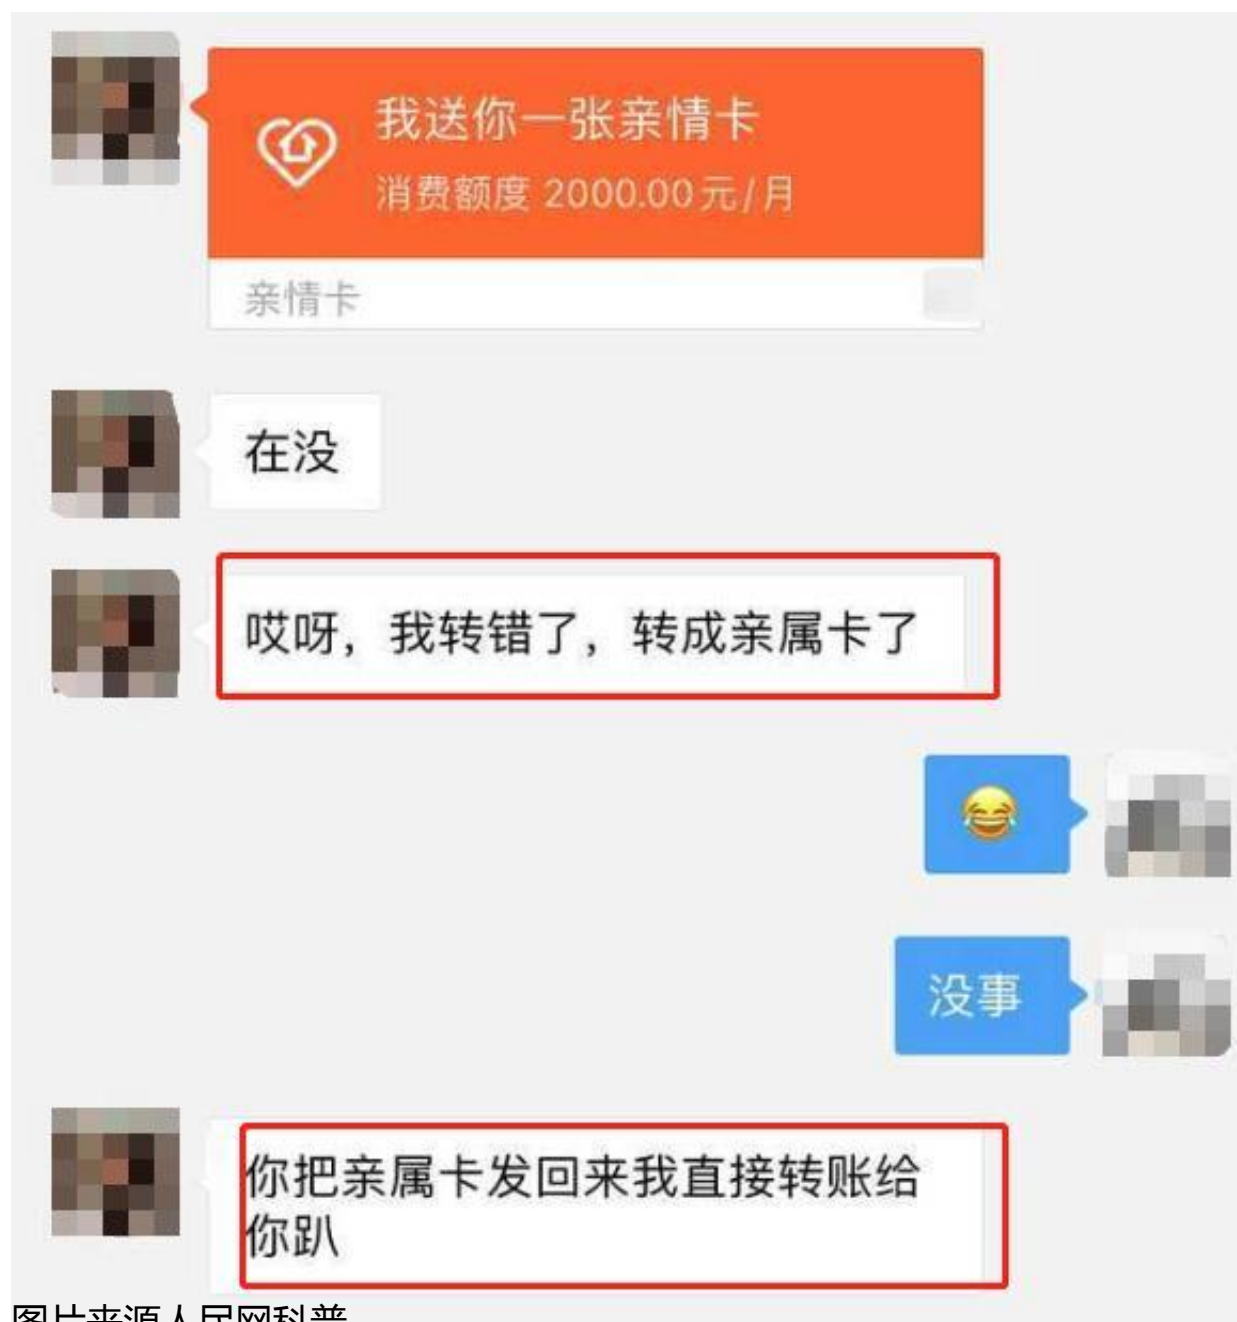 我送你一张亲情卡
消费额度 2000.00元/月
亲情卡
在没
哎呀，我转错了，转成亲属卡了
😂
没事
你把亲属卡发回来我直接转账给
你趴
图片来源人民网科普